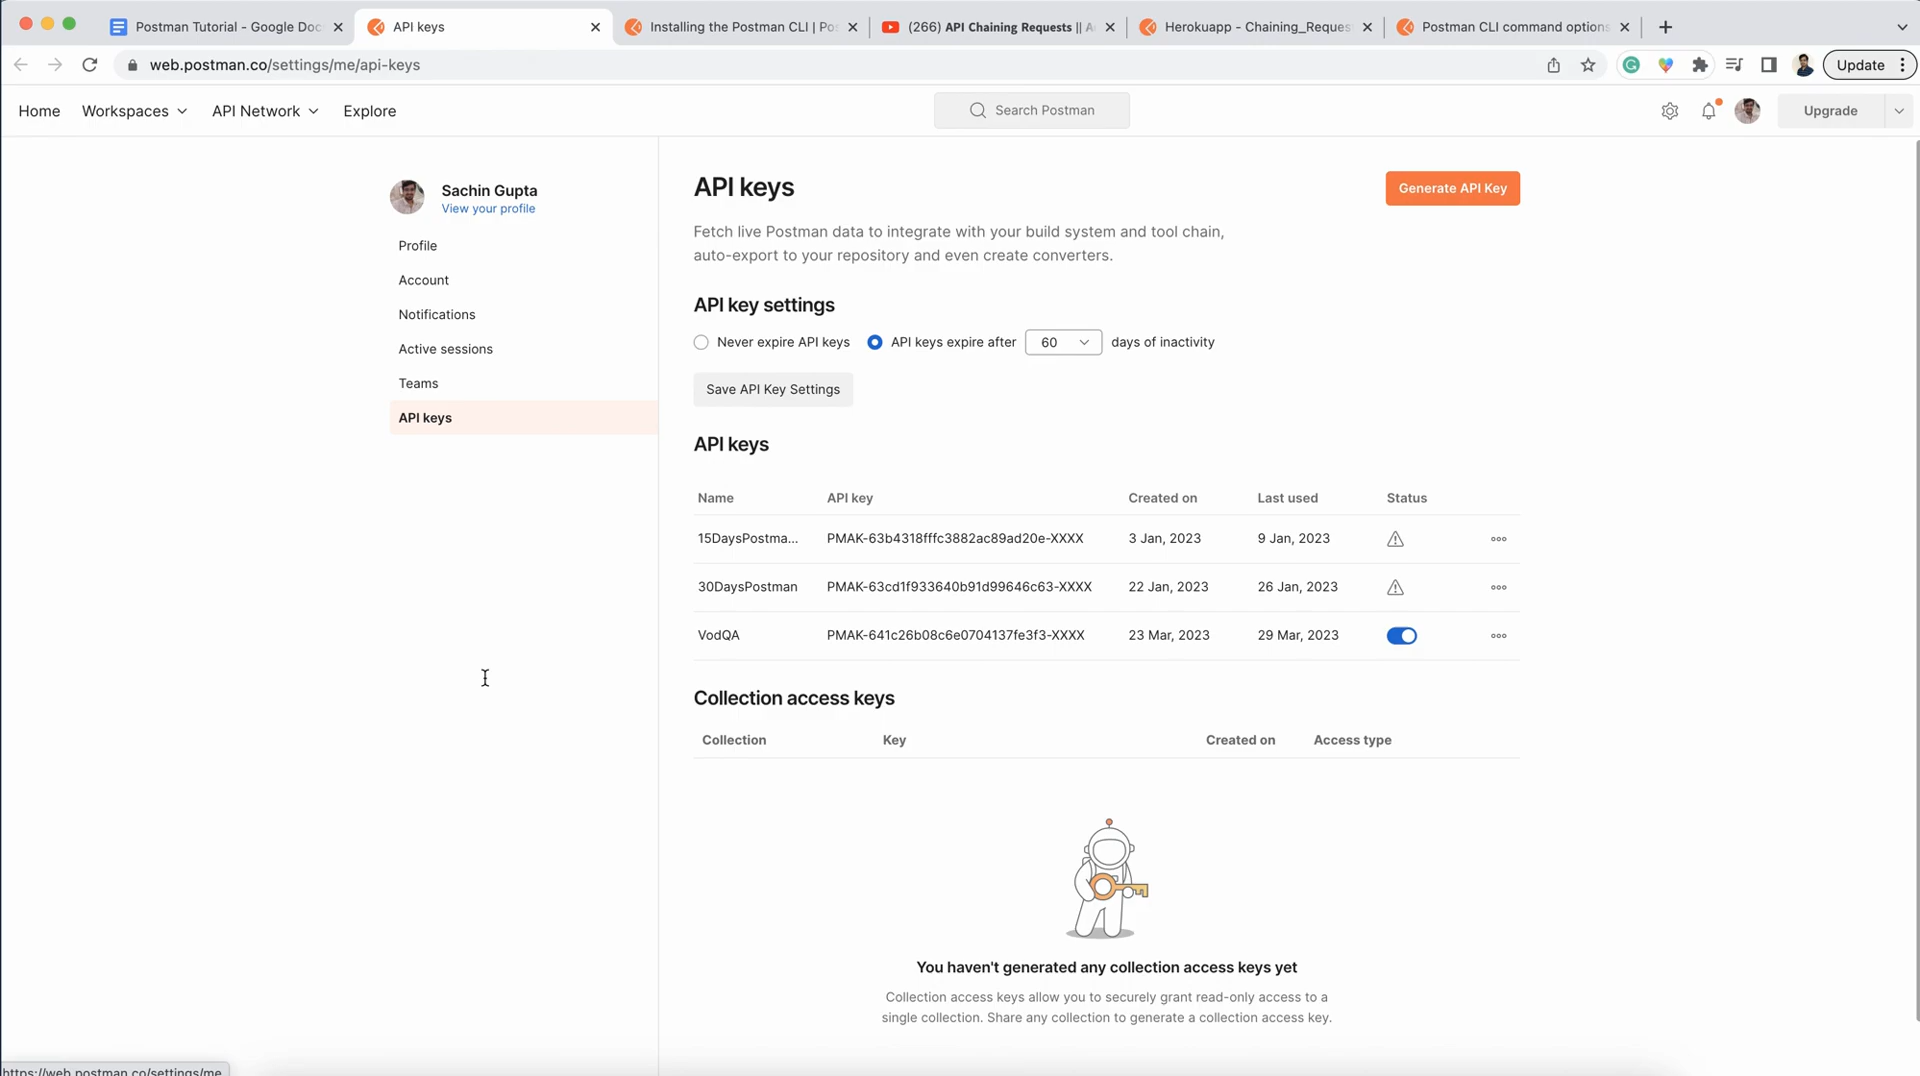 Postman Tutorial - Google Doc
API keys
Installing the Postman CLI | Pos
(266) API Chaining Requests || A
Herokuapp - Chaining_Reques
Postman CLI command options
web.postman.co/settings/me/api-keys
Update
Home
Workspaces
API Network
Explore
Search Postman
Upgrade
Sachin Gupta
View your profile
Profile
Account
Notifications
Active sessions
Teams
API keys
API keys
Generate API Key
Fetch live Postman data to integrate with your build system and tool chain,
auto-export to your repository and even create converters.
API key settings
Never expire API keys
API keys expire after
60
days of inactivity
Save API Key Settings
API keys
Name API key Created on Last used Status
15DaysPostma... PMAK-63b4318fffc3882ac89ad20e-XXXX 3 Jan, 2023 9 Jan, 2023
30DaysPostman PMAK-63cd1f933640b91d99646c63-XXXX 22 Jan, 2023 26 Jan, 2023
VodQA PMAK-641c26b08c6e0704137fe3f3-XXXX 23 Mar, 2023 29 Mar, 2023
Collection access keys
Collection Key Created on Access type
You haven't generated any collection access keys yet
Collection access keys allow you to securely grant read-only access to a
single collection. Share any collection to generate a collection access key.
https://web.postman.co/settings/me